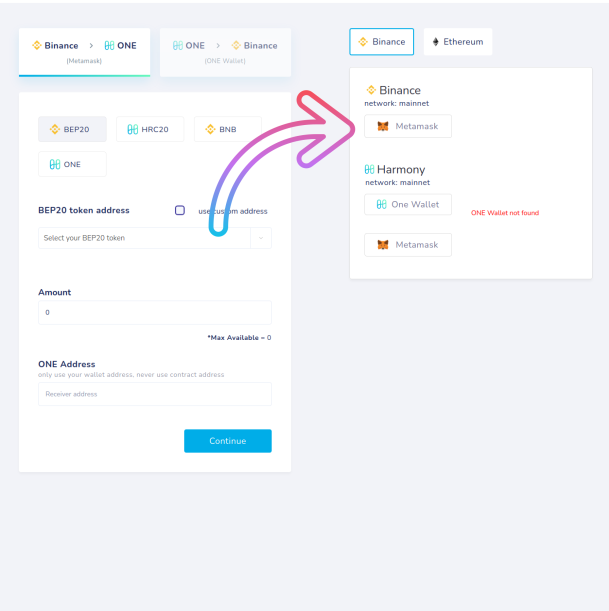 Binance > ONE
(Metamask)
ONE > Binance
(ONE Wallet)
Binance
Ethereum
BEP20
HRC20
BNB
ONE
BEP20 token address
use custom address
Select your BEP20 token
Amount
0
*Max Available = 0
ONE Address
only use your wallet address, never use contract address
Receiver address
Continue
Binance
network: mainnet
Metamask
Harmony
network: mainnet
One Wallet
ONE Wallet not found
Metamask